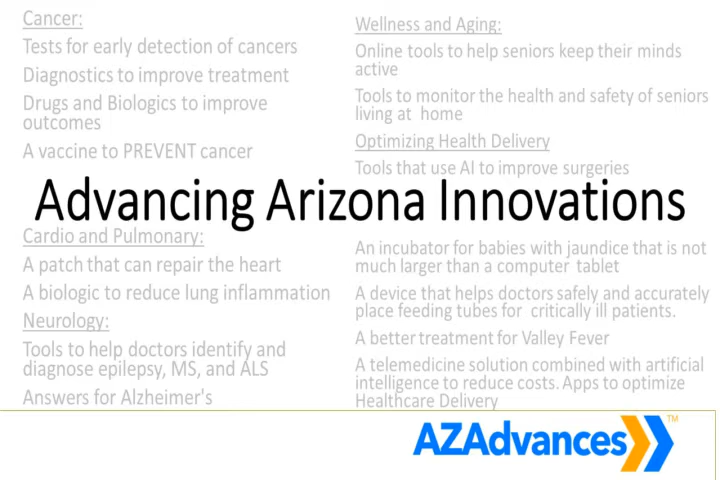 Cancer:
Tests for early detection of cancers
Diagnostics to improve treatment
Drugs and Biologics to improve
outcomes
A vaccine to PREVENT cancer
Wellness and Aging:
Online tools to help seniors keep their minds
active
Tools to monitor the health and safety of seniors
living at home
Optimizing Health Delivery
Tools that use AI to improve surgeries
Advancing Arizona Innovations
Cardio and Pulmonary:
A patch that can repair the heart
A biologic to reduce lung inflammation
Neurology:
Tools to help doctors identify and
diagnose epilepsy, MS, and ALS
Answers for Alzheimer's
An incubator for babies with jaundice that is not
much larger than a computer tablet
A device that helps doctors safely and accurately
place feeding tubes for critically ill patients.
A better treatment for Valley Fever
A telemedicine solution combined with artificial
intelligence to reduce costs. Apps to optimize
Healthcare Delivery
AZAdvances TM